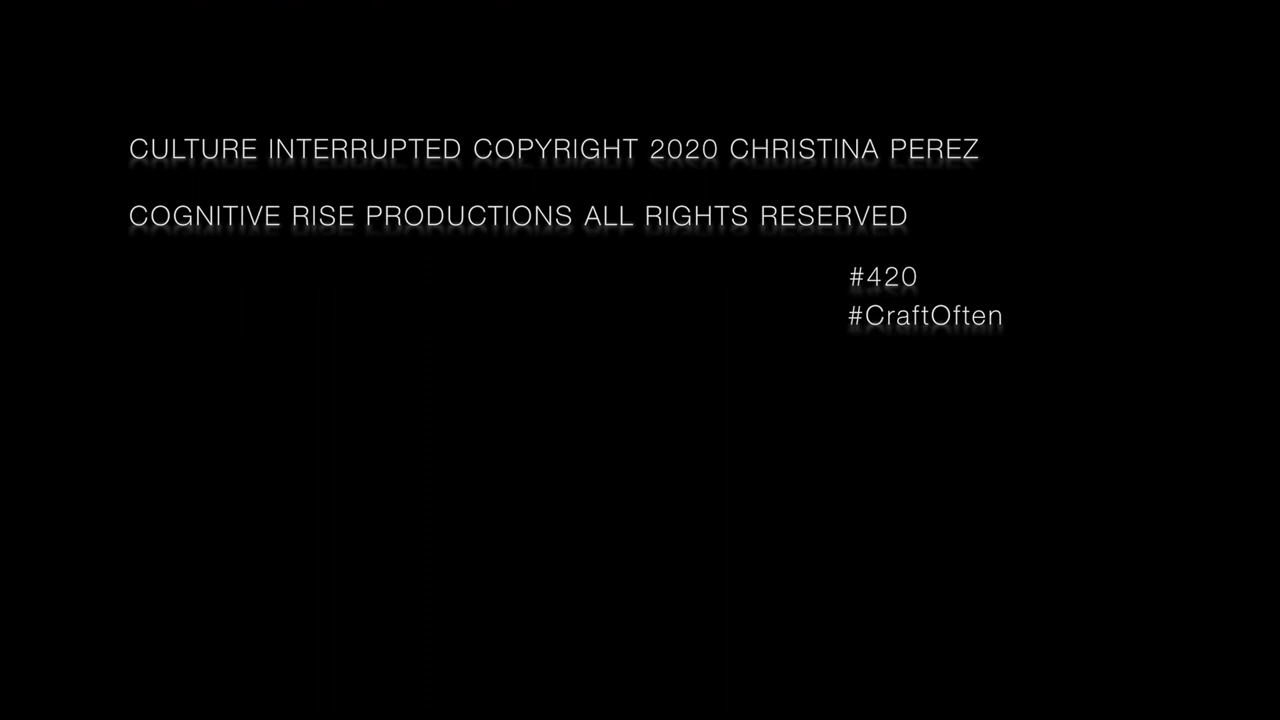 CULTURE INTERRUPTED COPYRIGHT 2020 CHRISTINA PEREZ
COGNITIVE RISE PRODUCTIONS ALL RIGHTS RESERVED
#420
#CraftOften